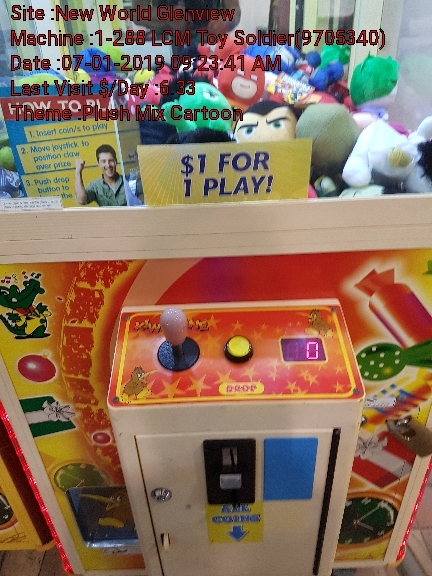 Site :New World Glenview
Machine :1-288 LCM Toy Soldier(9705340)
Date :07-01-2019 09:23:41 AM
Last Visit $/Day :6.33
Theme :Plush Mix Cartoon
HOW TO PL
1. Insert coin/s to play
2. Move joystick to
position claw
over prize
3. Push drop
button to
the
$1 FOR
1 PLAY!
0
DROP
ALL
COINS